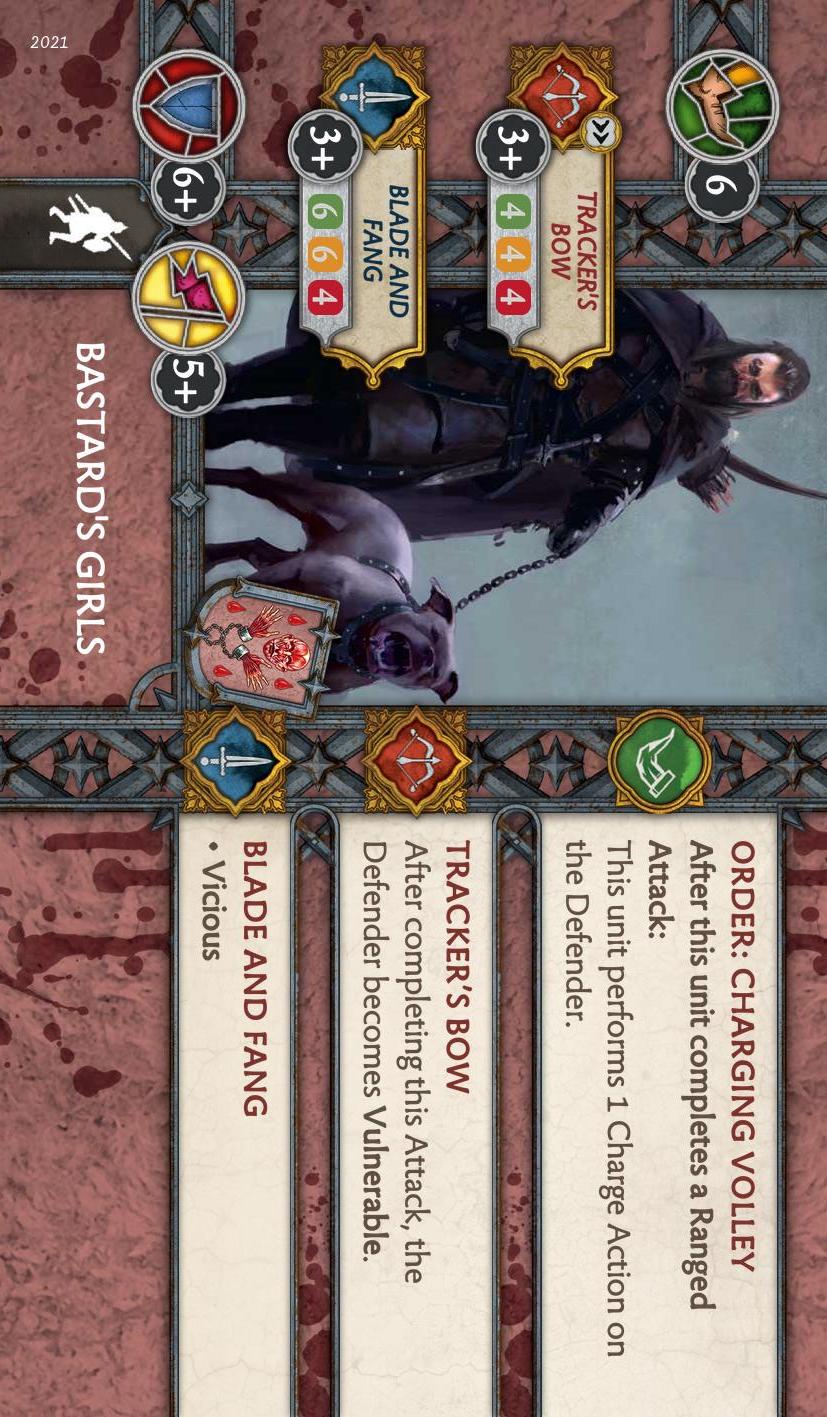 6
TRACKER'S
BOW
3+
4 4 4
BLADE AND
FANG
3+
6 6 4
6+
5+
BASTARD'S GIRLS
ORDER: CHARGING VOLLEY
After this unit completes a Ranged
Attack:
This unit performs 1 Charge Action on
the Defender.
TRACKER'S BOW
After completing this Attack, the
Defender becomes Vulnerable.
BLADE AND FANG
• Vicious
2021